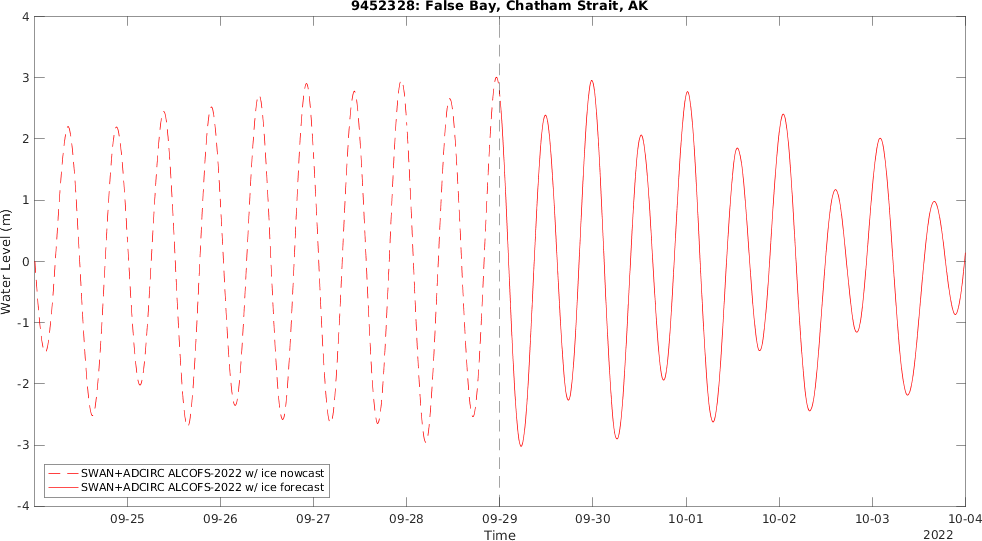 9452328: False Bay, Chatham Strait, AK
4
3
2
1
0
-1
-2
-3
-4
Water Level (m)
SWAN+ADCIRC ALCOFS-2022 w/ ice nowcast
SWAN+ADCIRC ALCOFS-2022 w/ ice forecast
09-25 09-26 09-27 09-28 09-29 09-30 10-01 10-02 10-03 10-04
Time
2022